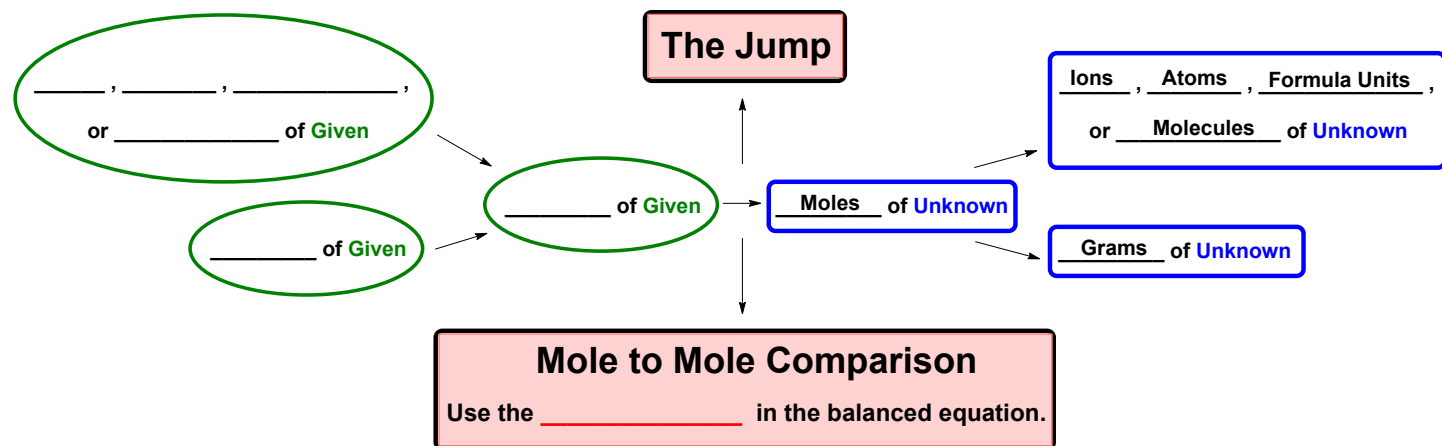 The Jump
______ , ________ , ______________ ,
or ______________ of Given
_________ of Given
_________ of Given
Moles of Unknown
Ions , Atoms , Formula Units ,
or Molecules of Unknown
Grams of Unknown
Mole to Mole Comparison
Use the _______________ in the balanced equation.